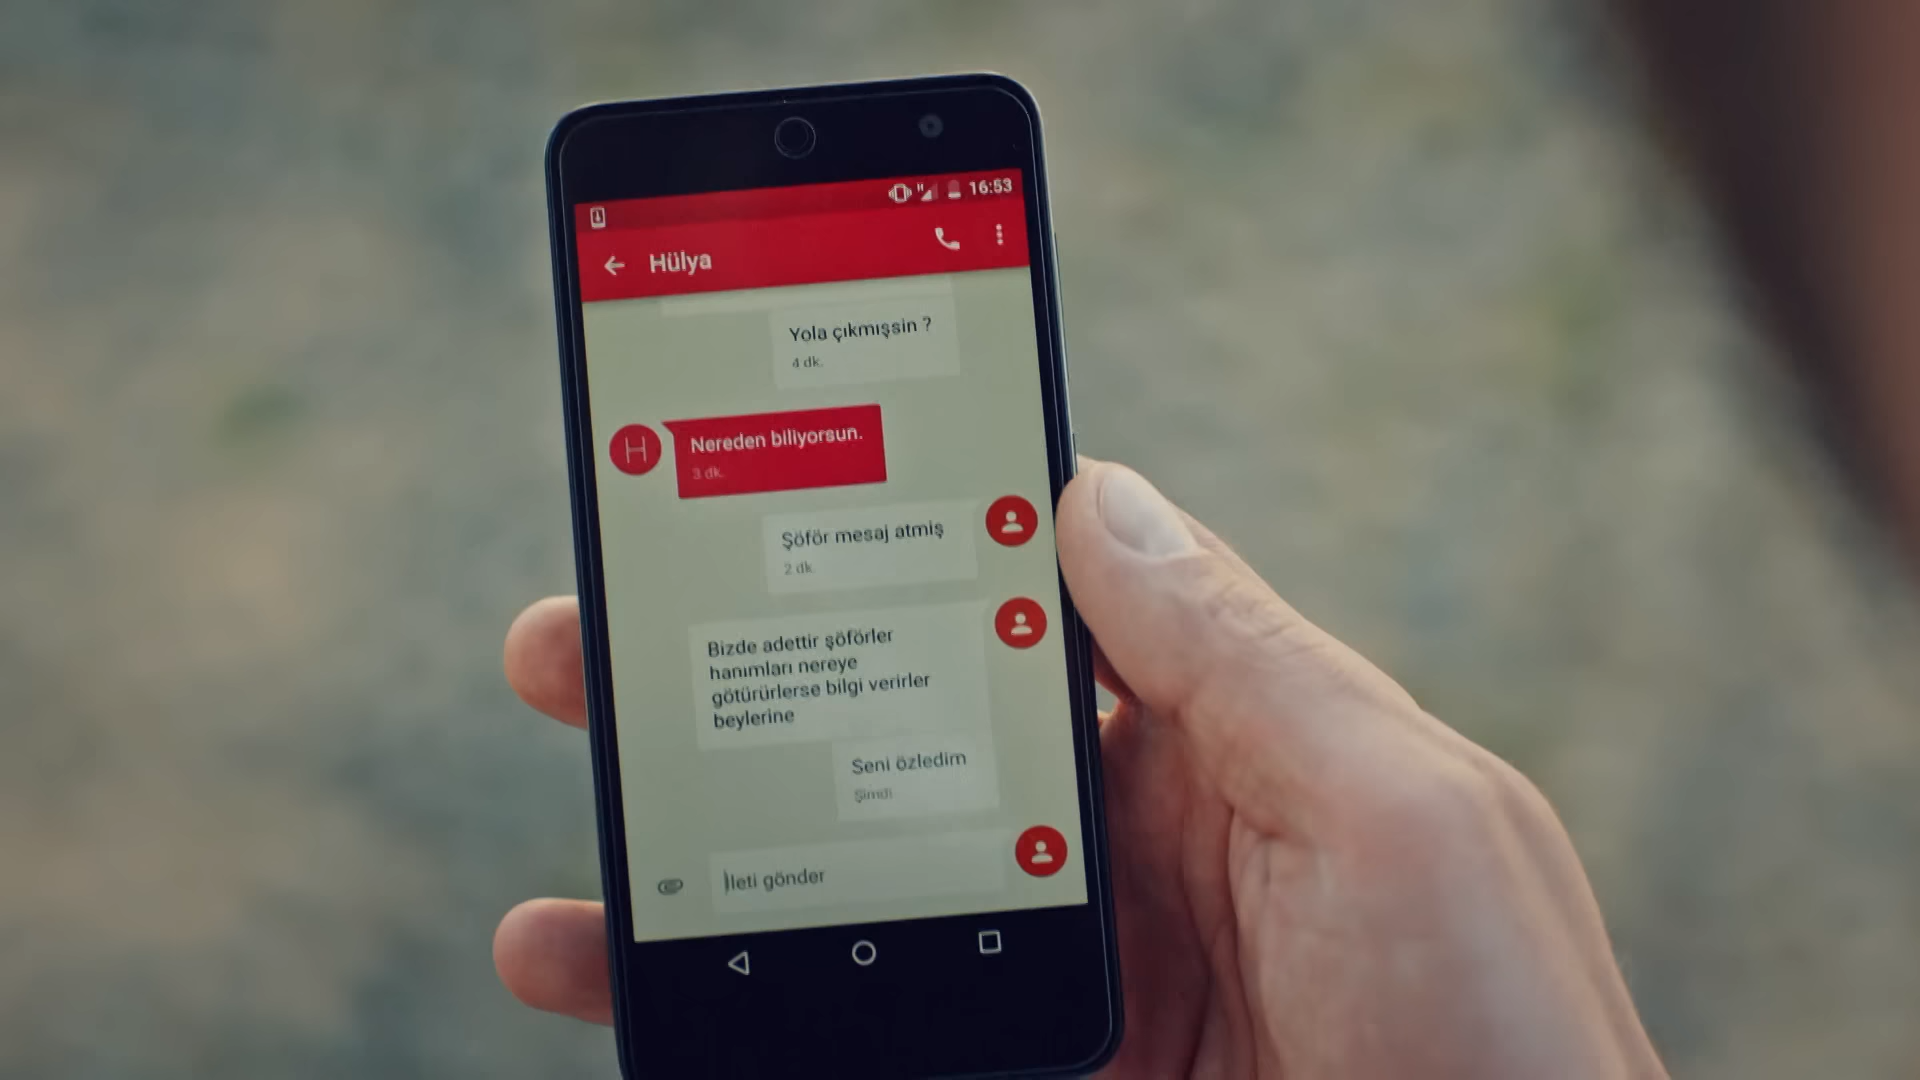 16:53
Hülya
Yola çıkmışsin ?
4 dk.
H
Nereden biliyorsun.
3 dk.
Şöför mesaj atmiş
2 dk.
Bizde adettir şöförler
hanımları nereye
götürürlerse bilgi verirler
beylerine
Seni özledim
Şimdi
İleti gönder